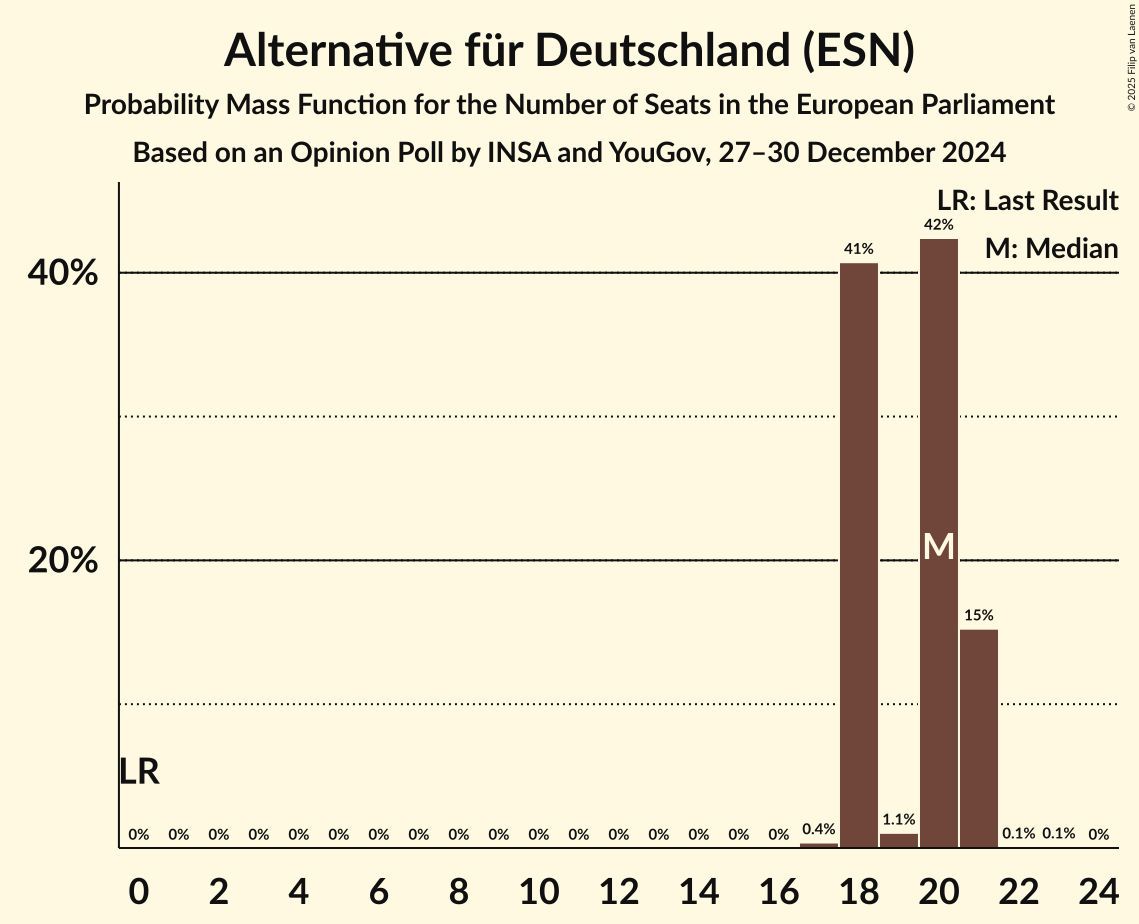 Alternative für Deutschland (ESN)
Probability Mass Function for the Number of Seats in the European Parliament
Based on an Opinion Poll by INSA and YouGov, 27–30 December 2024
© 2025 Filip van Laenen
LR: Last Result
M: Median
42%
41%
40%
M
20%
15%
LR
0% 0% 0% 0% 0% 0% 0% 0% 0% 0% 0% 0% 0% 0% 0% 0% 0% 0.4% 1.1% 0.1% 0.1% 0%
0 2 4 6 8 10 12 14 16 18 20 22 24